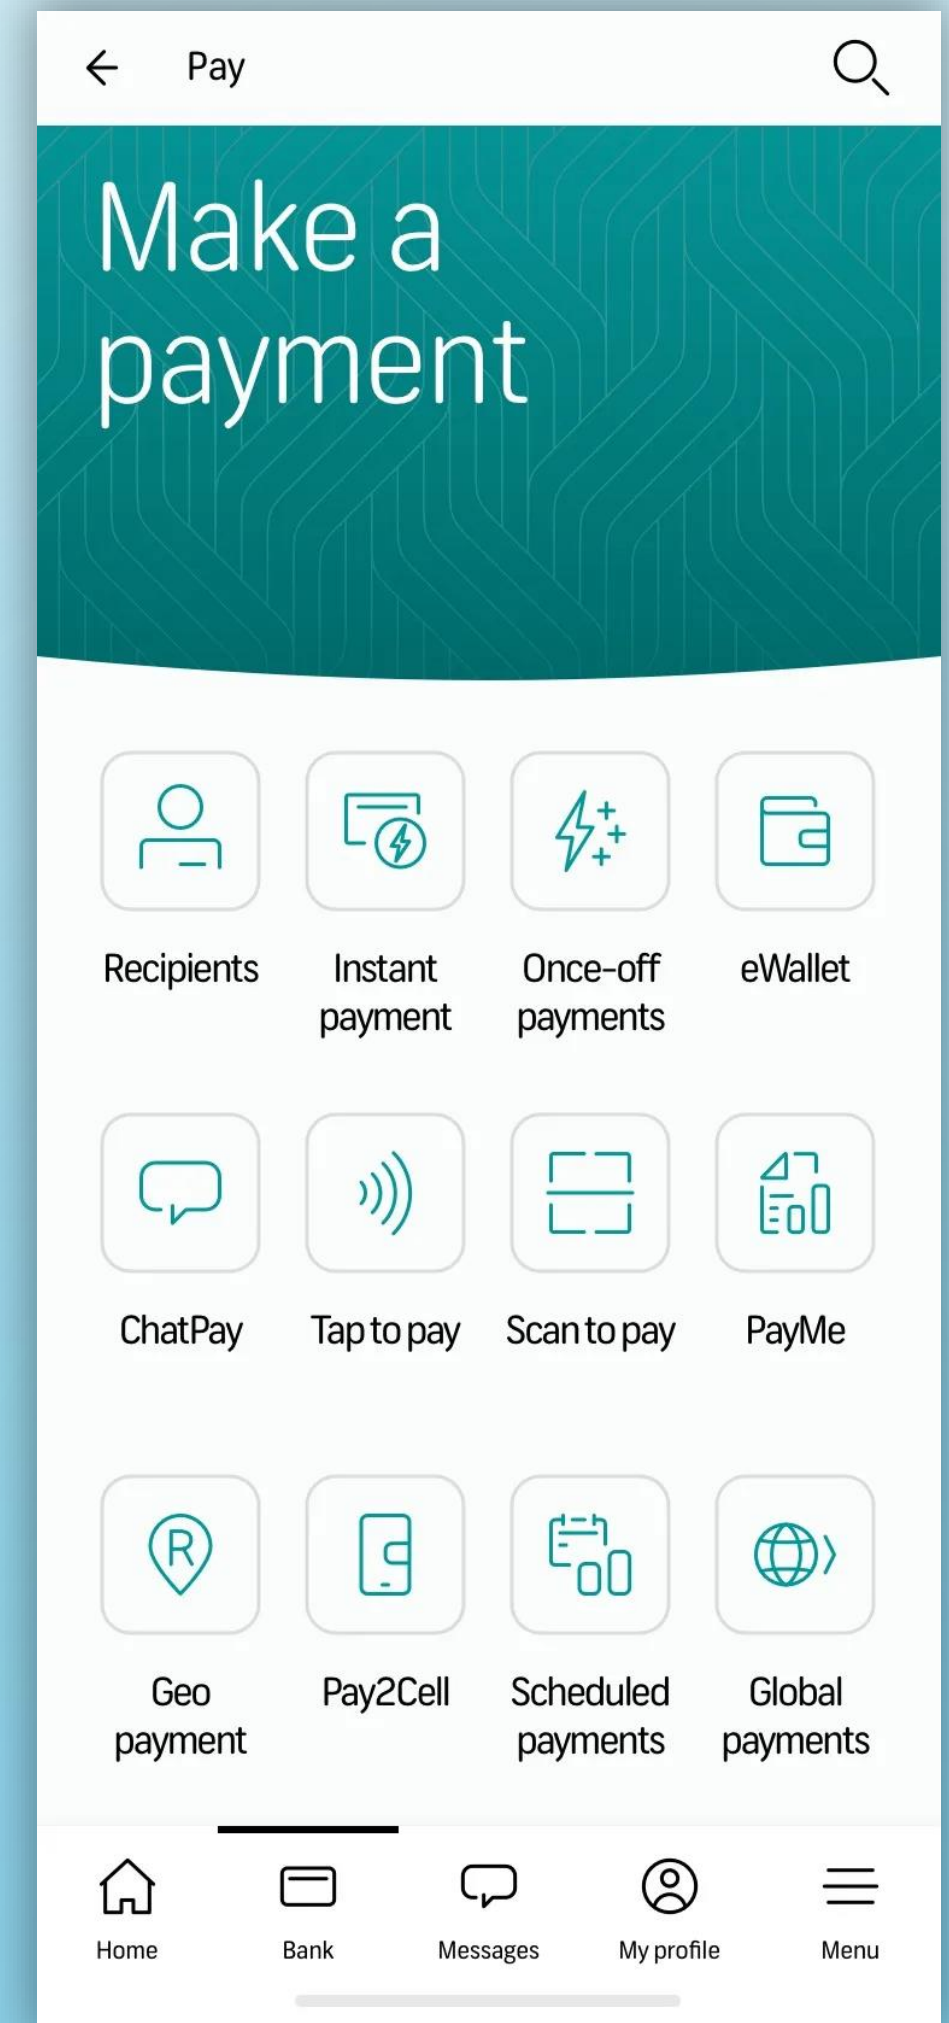 Pay
Make a
payment
Recipients
Instant
payment
Once-off
payments
eWallet
ChatPay
Tap to pay
Scan to pay
PayMe
R
Geo
payment
Pay2Cell
Scheduled
payments
Global
payments
Home
Bank
Messages
My profile
Menu